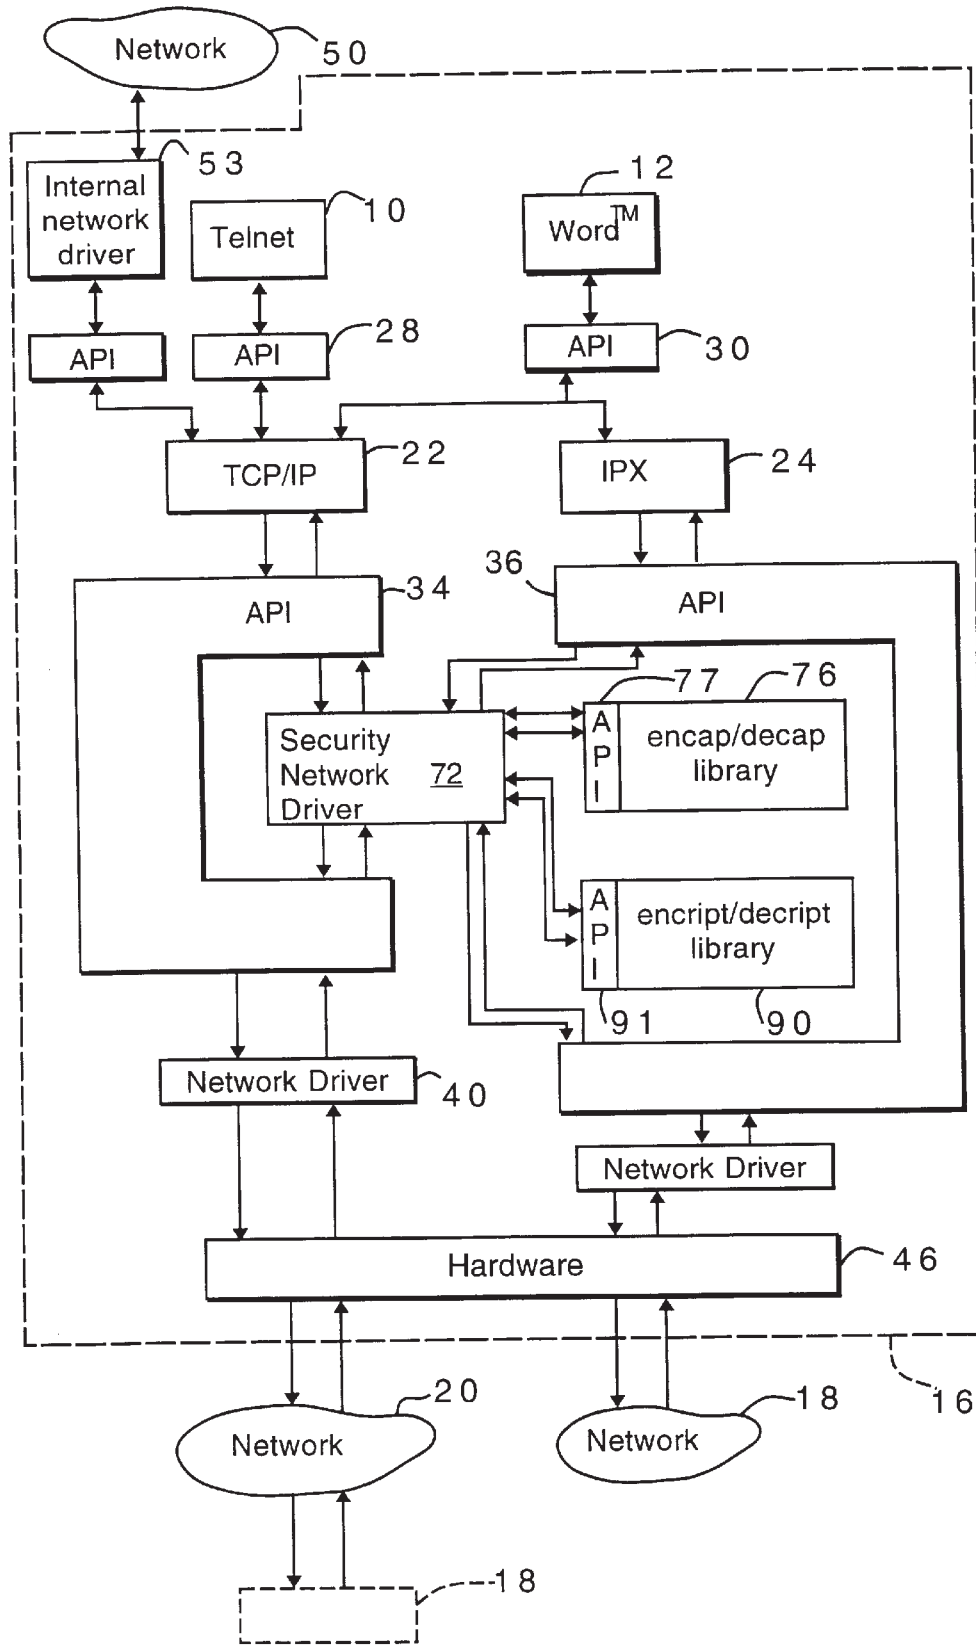 Network
50
53
Internal
network
driver
10
Telnet
12
Word™
API
28
API
30
API
22
TCP/IP
24
IPX
34
API
36
API
77
76
Security
Network
Driver
72
A
P
I
encap/decap
library
A
P
I
encript/decript
library
91
90
Network Driver
40
Network Driver
Hardware
46
16
20
Network
18
Network
18